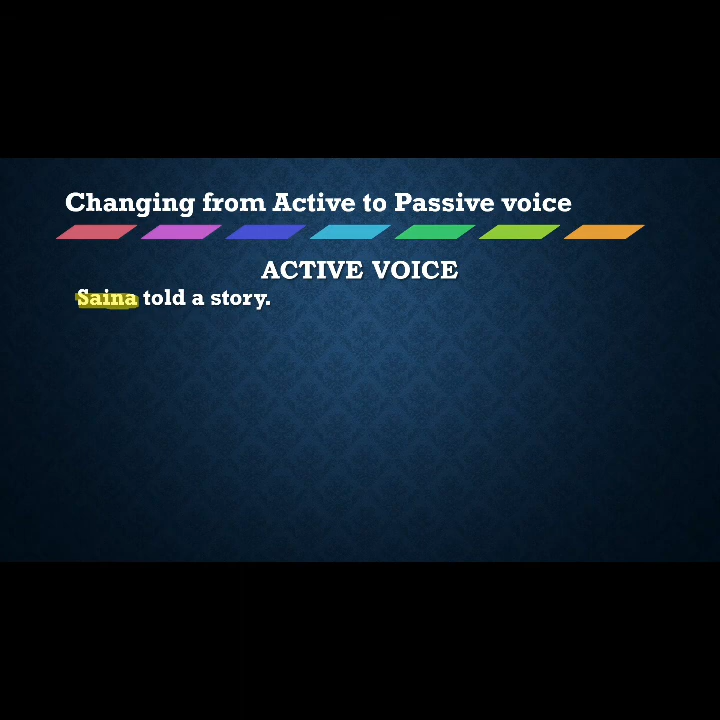 Changing from Active to Passive voice
ACTIVE VOICE
Saina told a story.